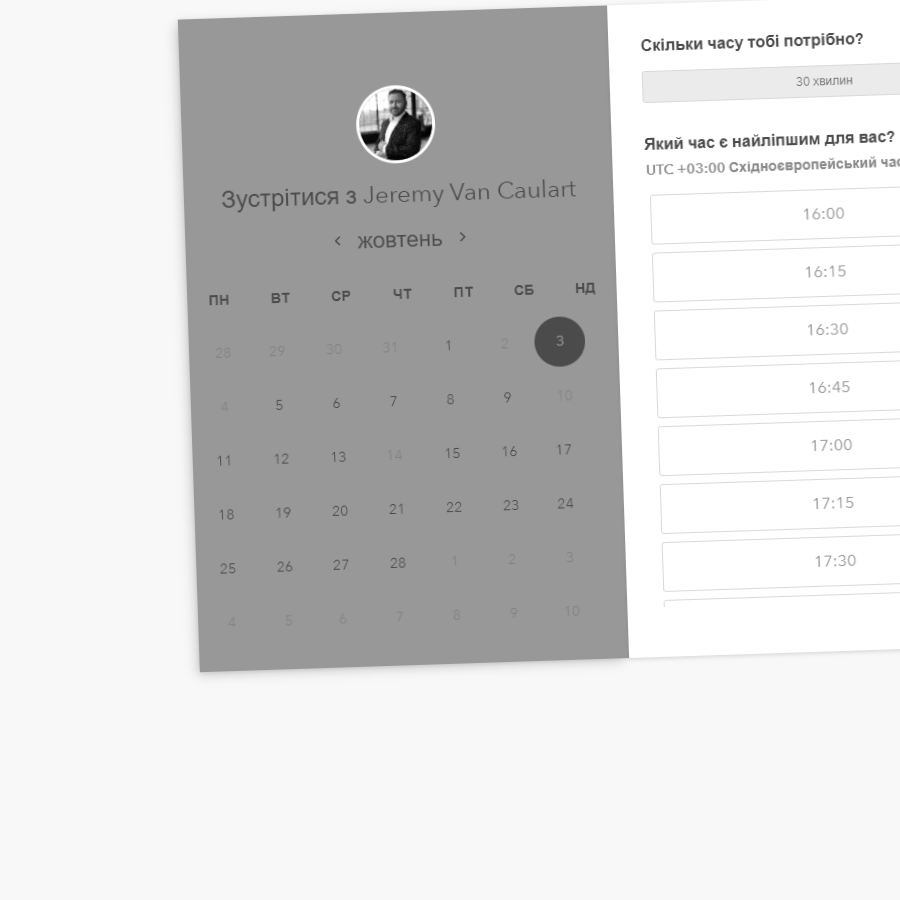 Зустрітися з Jeremy Van Caulart
жовтень
ПН ВТ СР ЧТ ПТ СБ НД
28 29 30 31 1 2 3
4 5 6 7 8 9 10
11 12 13 14 15 16 17
18 19 20 21 22 23 24
25 26 27 28 1 2 3
4 5 6 7 8 9 10
Скільки часу тобі потрібно?
30 хвилин
Який час є найліпшим для вас?
UTC +03:00 Східноєвропейський
16:00
16:15
16:30
16:45
17:00
17:15
17:30